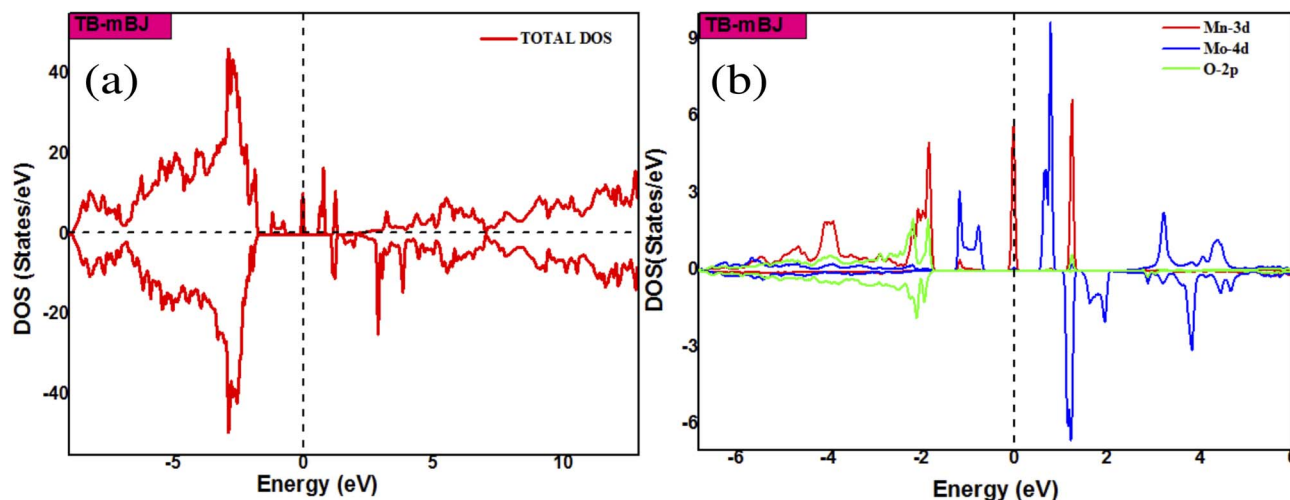 TB-mBJ
TOTAL DOS
(a)
DOS (States/eV)
40
20
0
-20
-40
-5
0
5
10
Energy (eV)
TB-mBJ
Mn-3d
Mo-4d
O-2p
(b)
DOS(States/eV)
9
6
3
0
-3
-6
-6
-4
-2
0
2
4
6
Energy (eV)